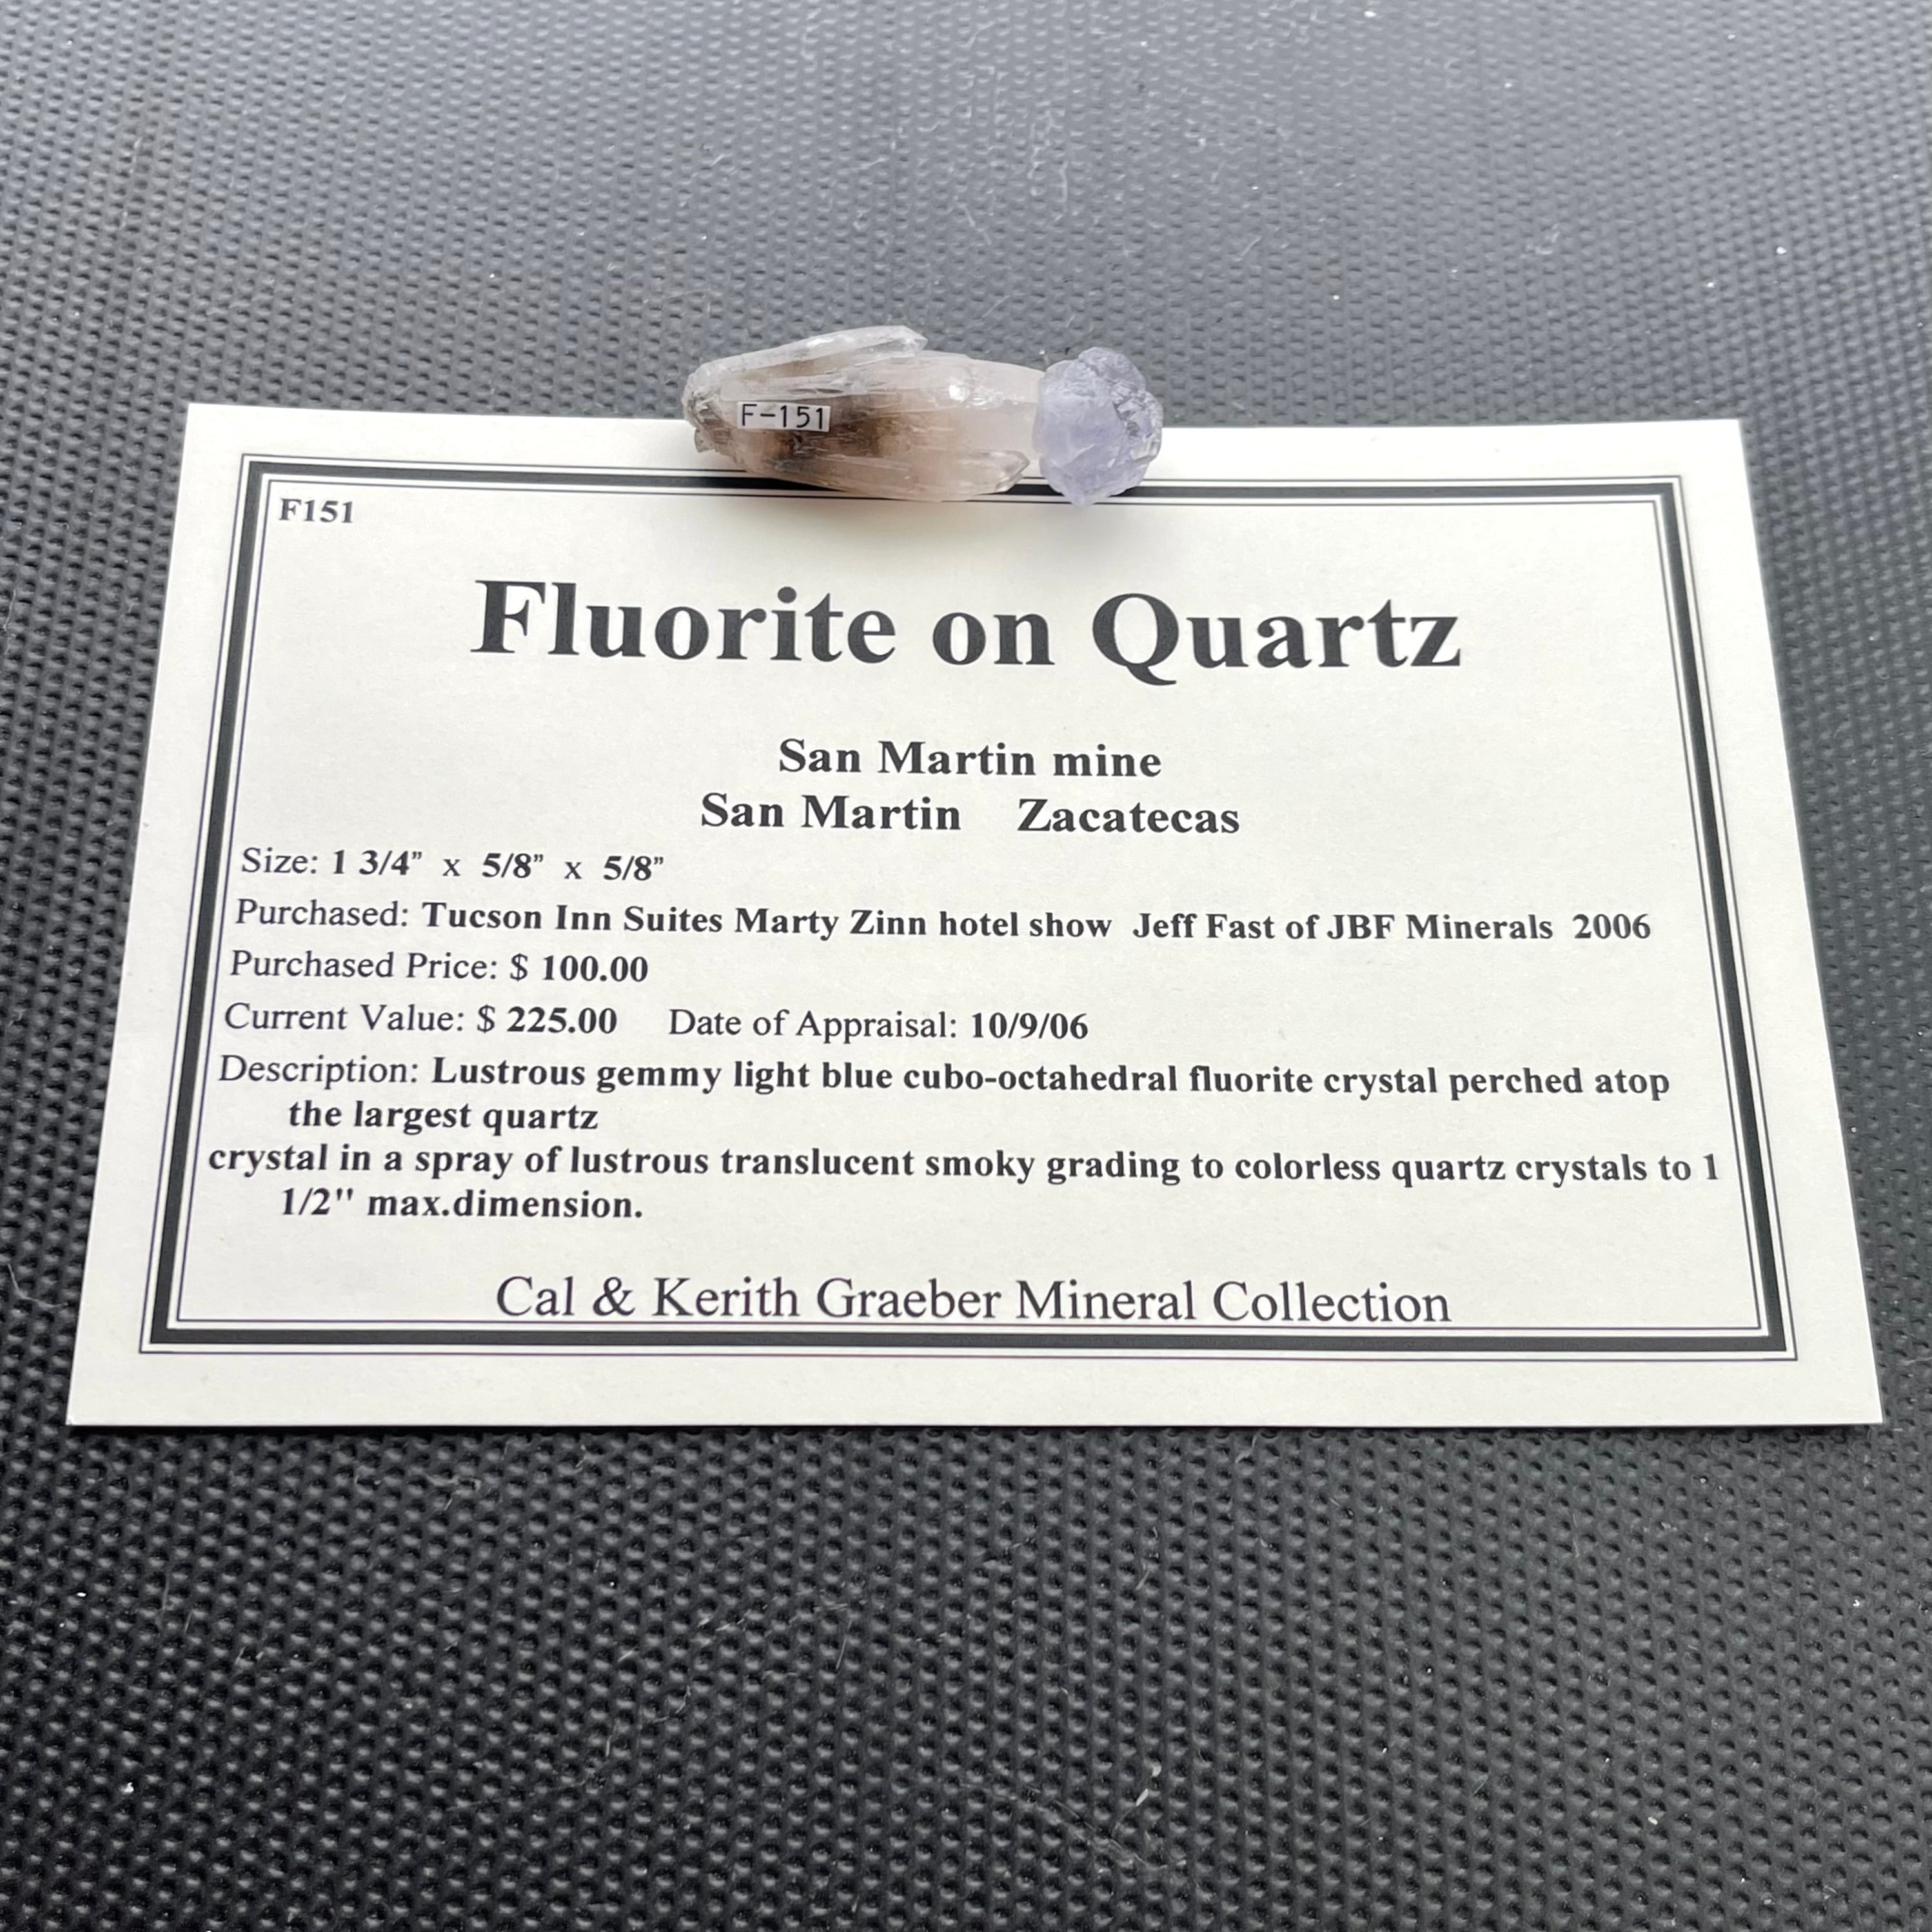 F-151
F151
Fluorite on Quartz
San Martin mine
San Martin Zacatecas
Size: 1 3/4” x 5/8” x 5/8”
Purchased: Tucson Inn Suites Marty Zinn hotel show Jeff Fast of JBF Minerals 2006
Purchased Price: $ 100.00
Current Value: $ 225.00 Date of Appraisal: 10/9/06
Description: Lustrous gemmy light blue cubo-octahedral fluorite crystal perched atop
the largest quartz
crystal in a spray of lustrous translucent smoky grading to colorless quartz crystals to 1
1/2" max.dimension.
Cal & Kerith Graeber Mineral Collection